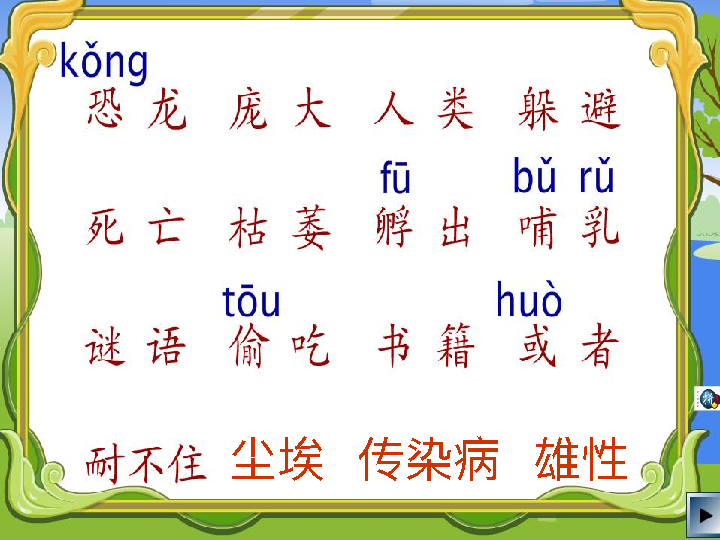 kǒng
恐龙 庞大 人类 躲避
fū bǔ rǔ
死亡 枯萎 孵出 哺乳
tōu huò
谜语 偷吃 书籍 或者
耐不住 尘埃 传染病 雄性